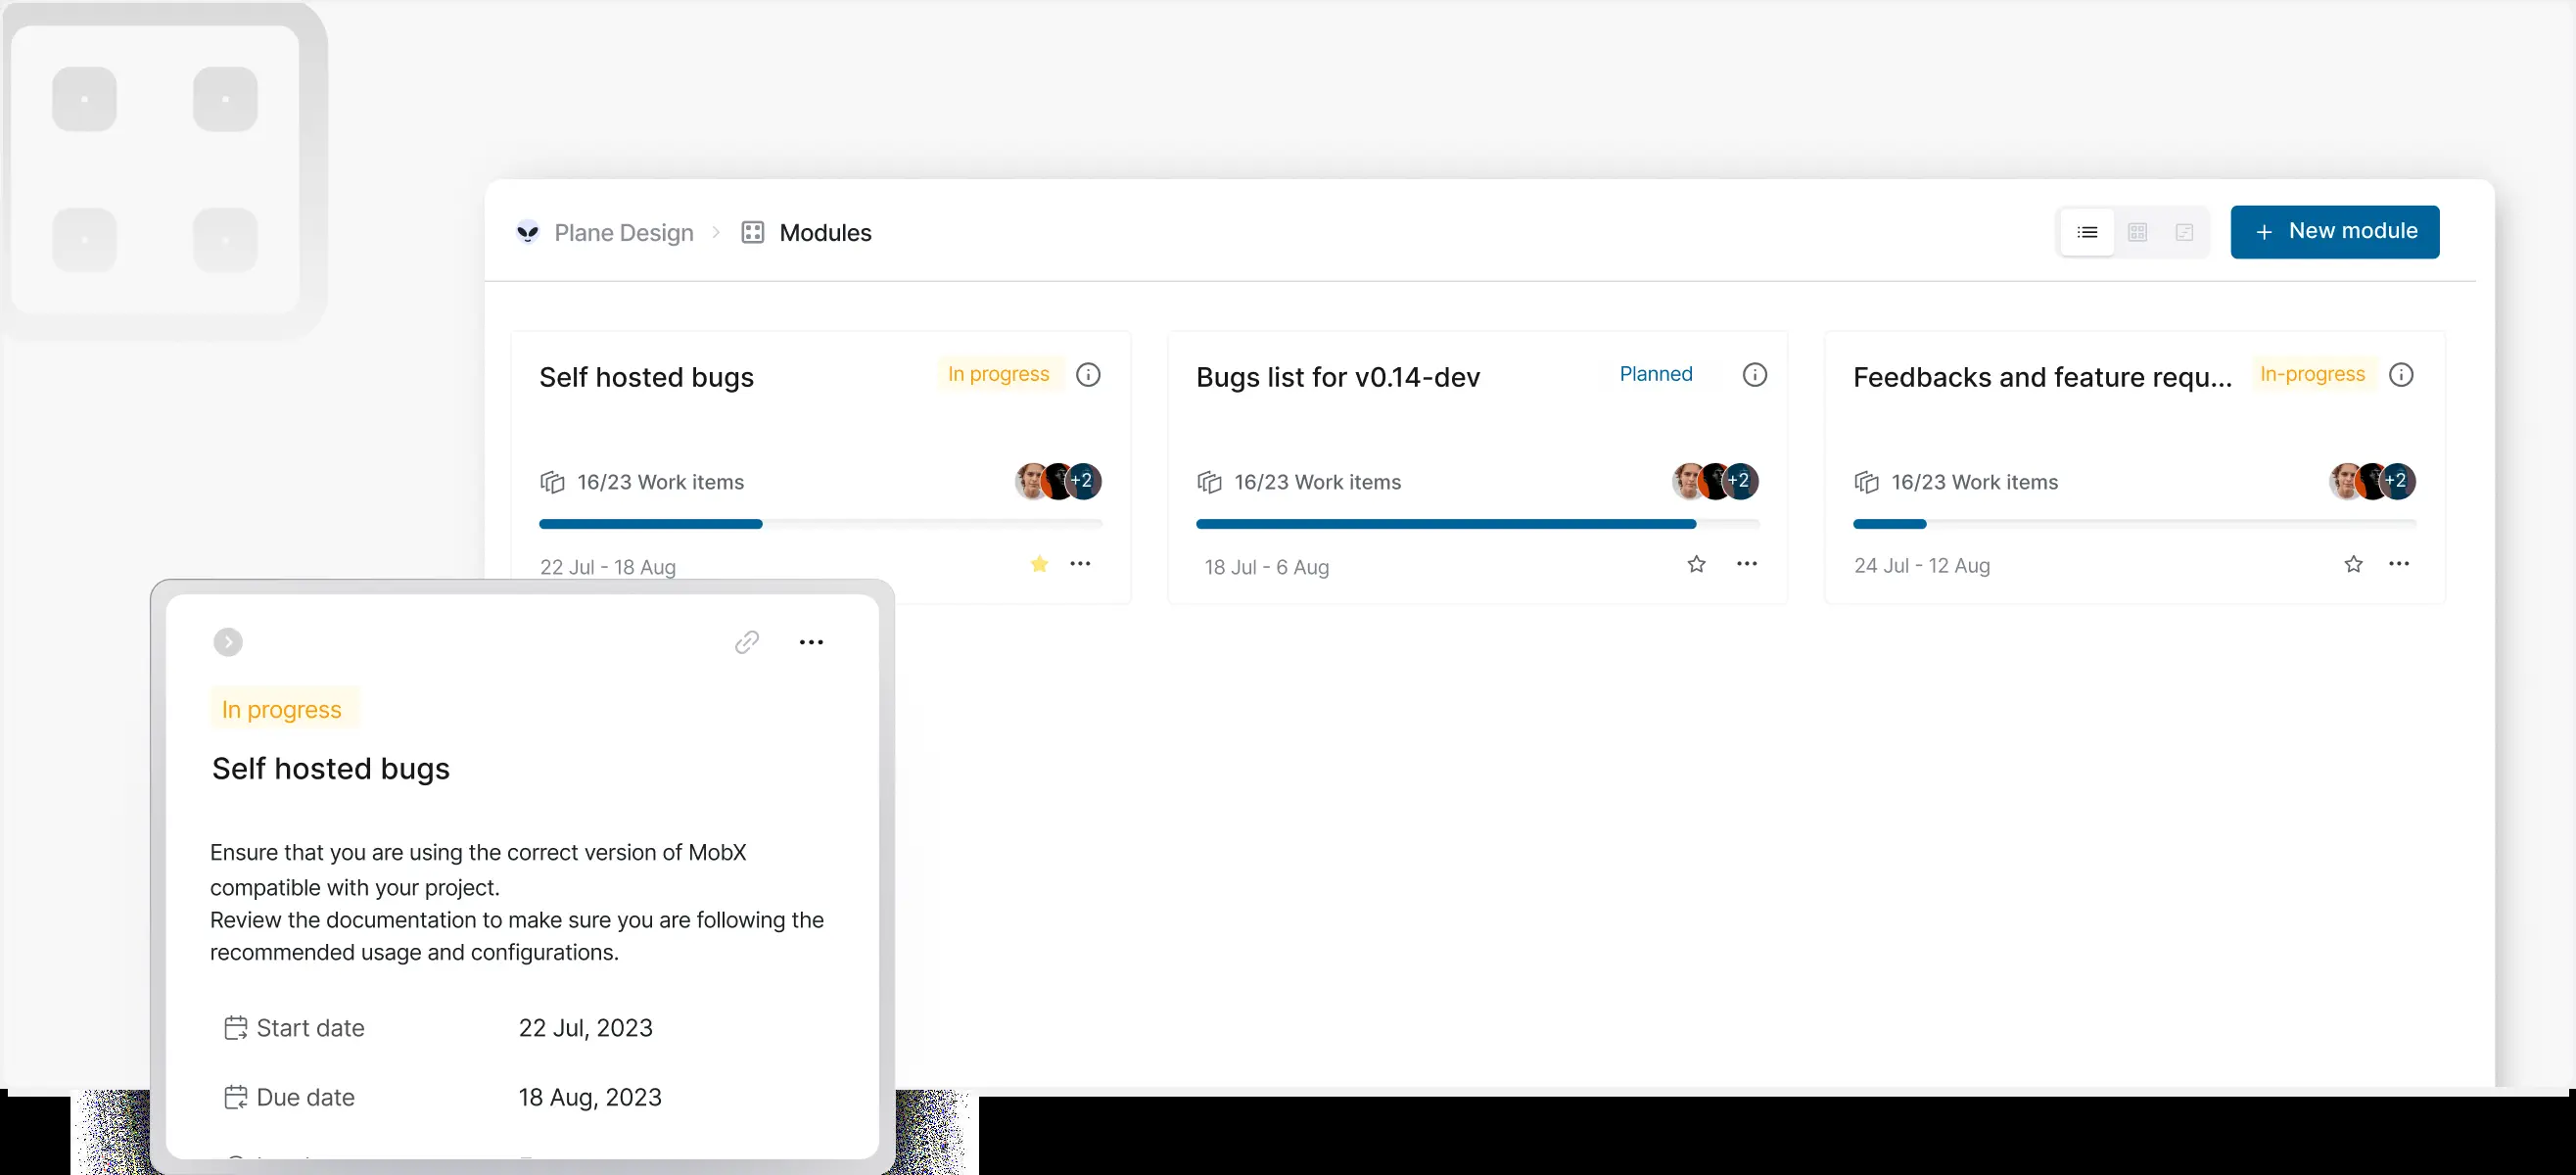 Plane Design
Modules
New module
Self hosted bugs
In progress
16/23 Work items
+2
22 Jul - 18 Aug
Bugs list for v0.14-dev
Planned
16/23 Work items
+2
18 Jul - 6 Aug
Feedbacks and feature requ...
In-progress
16/23 Work items
+2
24 Jul - 12 Aug
In progress
Self hosted bugs
Ensure that you are using the correct version of MobX
compatible with your project.
Review the documentation to make sure you are following the
recommended usage and configurations.
Start date 22 Jul, 2023
Due date 18 Aug, 2023